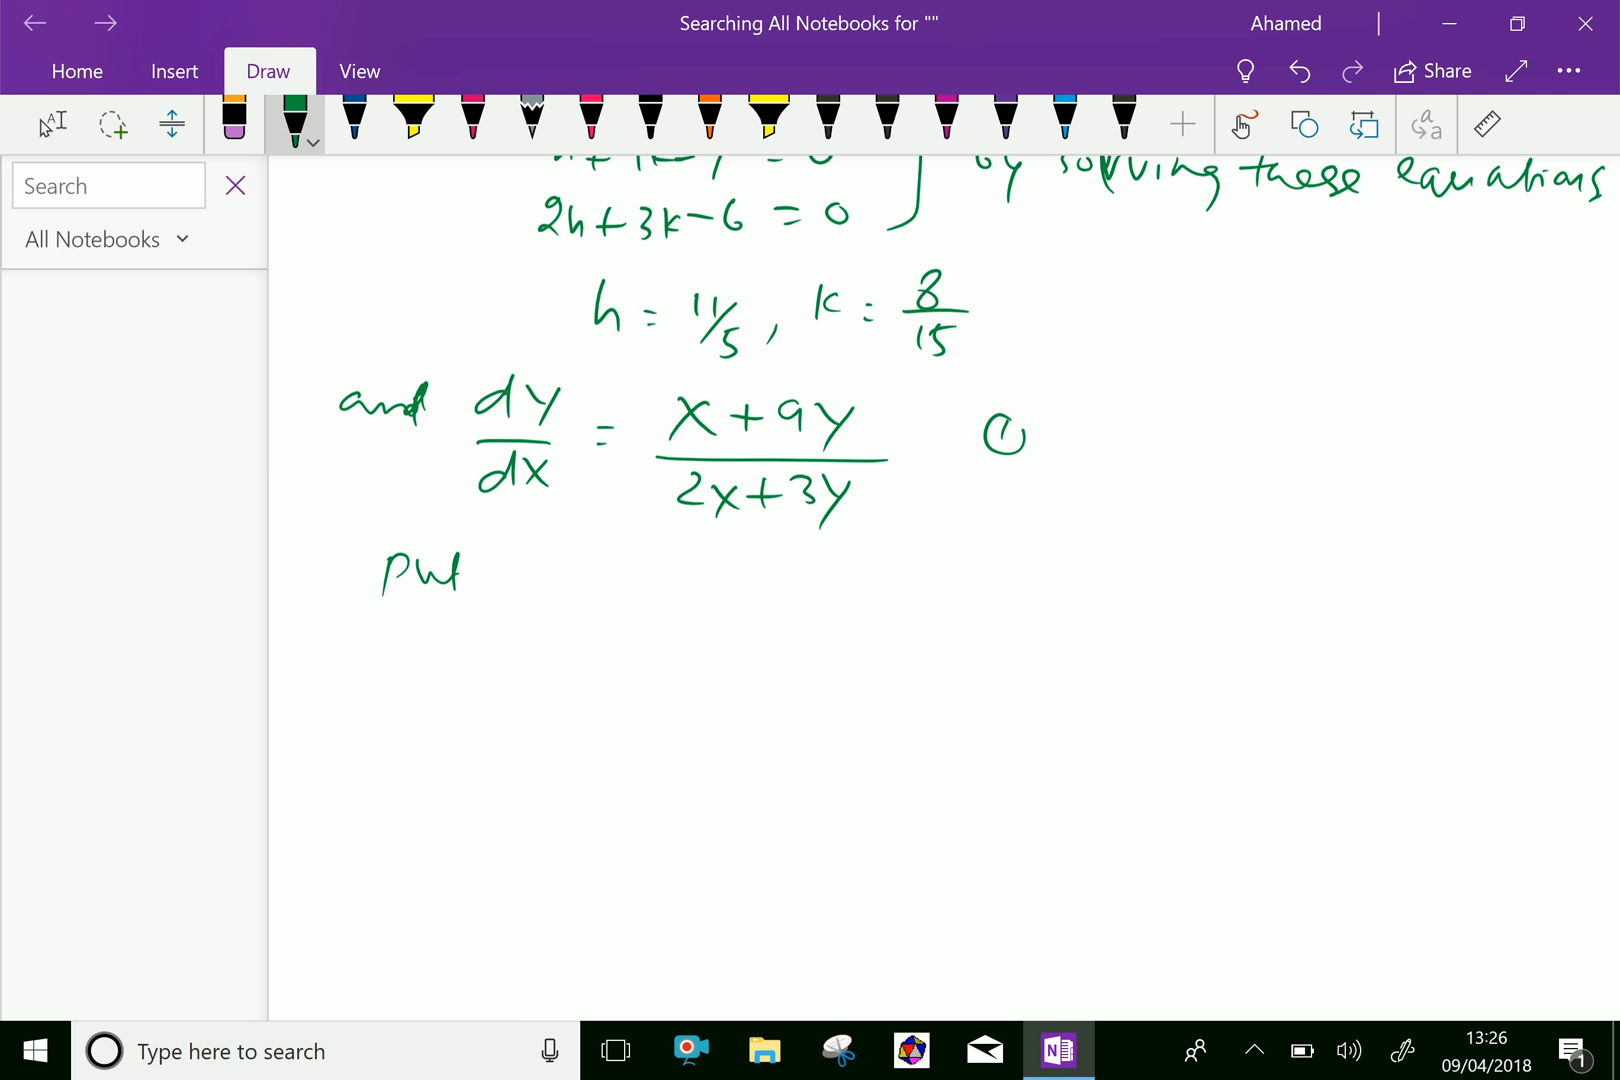 Searching All Notebooks for ""
Ahamed
Home Insert Draw View
Share
Search
All Notebooks
by solving these equations
2h+3k-6 = 0
h = 11/5, k = 8/15
and dy/dx = x+9y/2x+3y ①
put
Type here to search
13:26
09/04/2018
1